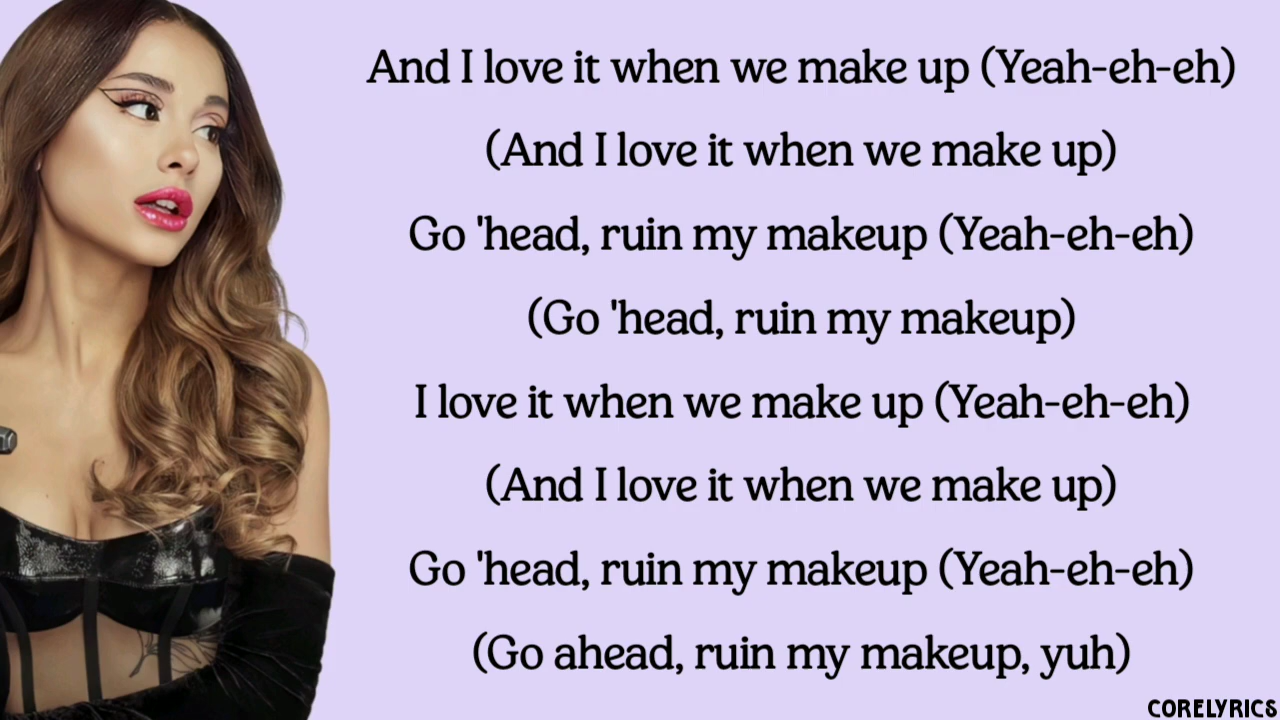 And I love it when we make up (Yeah-eh-eh)
(And I love it when we make up)
Go 'head, ruin my makeup (Yeah-eh-eh)
(Go 'head, ruin my makeup)
I love it when we make up (Yeah-eh-eh)
(And I love it when we make up)
Go 'head, ruin my makeup (Yeah-eh-eh)
(Go ahead, ruin my makeup, yuh)
CORELYRICS